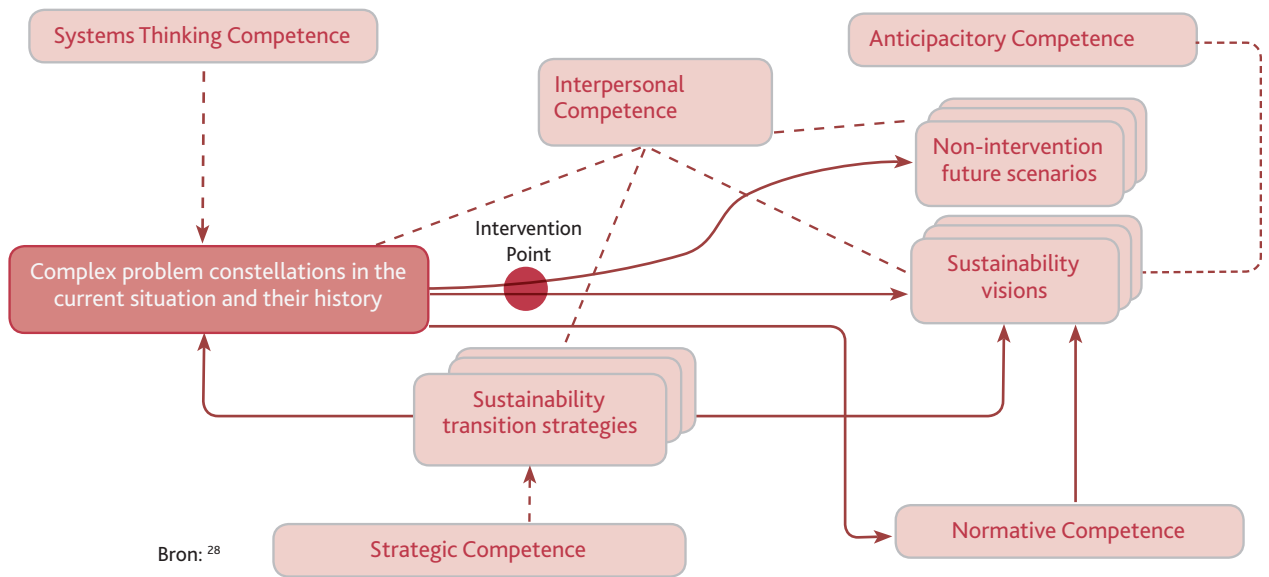 Systems Thinking Competence
Anticipacitory Competence
Interpersonal
Competence
Non-intervention
future scenarios
Intervention
Point
Complex problem constellations in the
current situation and their history
Sustainability
visions
Sustainability
transition strategies
Normative Competence
Strategic Competence
Bron: 28